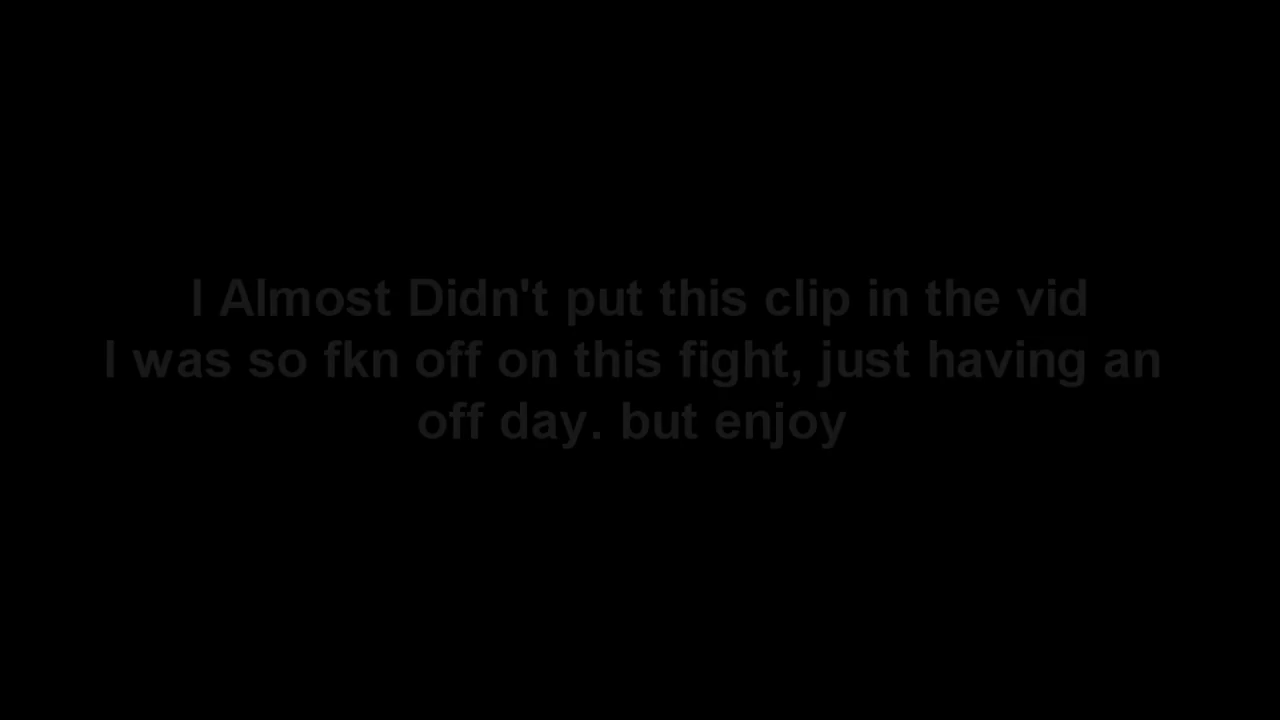 I Almost Didn't put this clip in the vid
I was so fkn off on this fight, just having an
off day. but enjoy